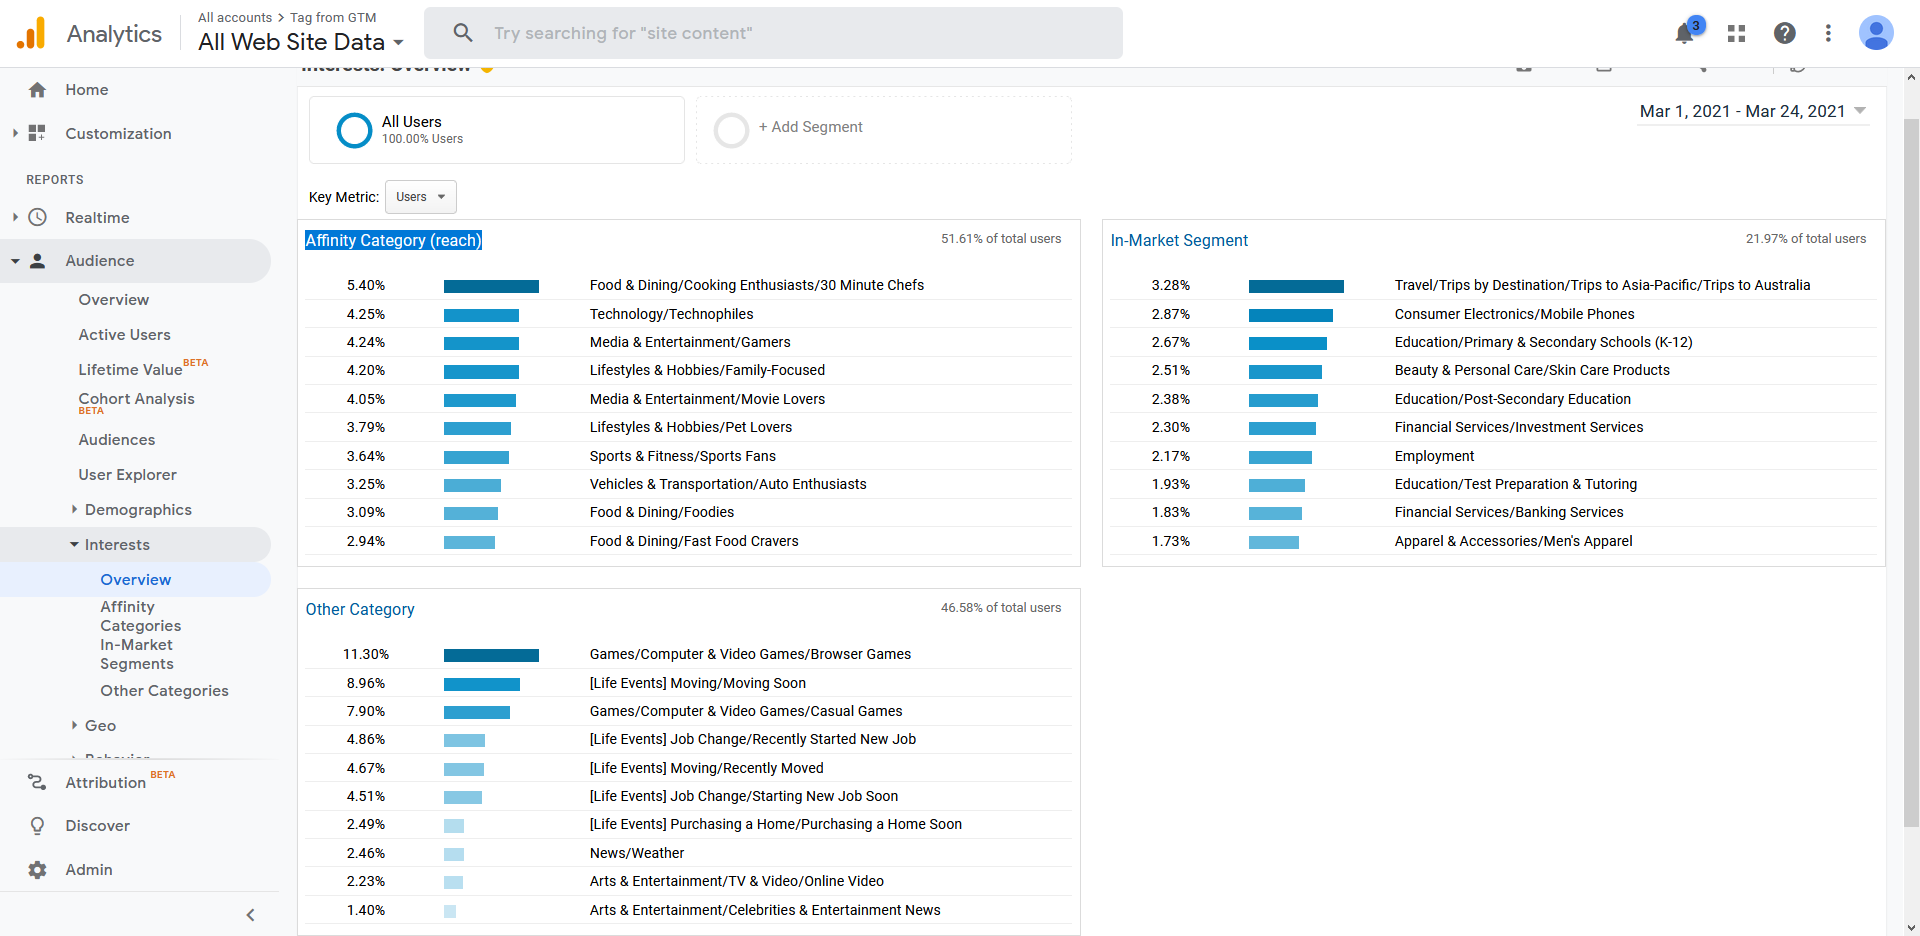 Analytics
All accounts > Tag from GTM
All Web Site Data
Try searching for "site content"
3
Home
Customization
REPORTS
Realtime
Audience
Overview
Active Users
Lifetime Value BETA
Cohort Analysis
BETA
Audiences
User Explorer
Demographics
Interests
Overview
Affinity
Categories
In-Market
Segments
Other Categories
Geo
Behavior
Attribution BETA
Discover
Admin
Interests: Overview
All Users
100.00% Users
+ Add Segment
Mar 1, 2021 - Mar 24, 2021
Key Metric: Users
Affinity Category (reach) 51.61% of total users
5.40% Food & Dining/Cooking Enthusiasts/30 Minute Chefs
4.25% Technology/Technophiles
4.24% Media & Entertainment/Gamers
4.20% Lifestyles & Hobbies/Family-Focused
4.05% Media & Entertainment/Movie Lovers
3.79% Lifestyles & Hobbies/Pet Lovers
3.64% Sports & Fitness/Sports Fans
3.25% Vehicles & Transportation/Auto Enthusiasts
3.09% Food & Dining/Foodies
2.94% Food & Dining/Fast Food Cravers
In-Market Segment 21.97% of total users
3.28% Travel/Trips by Destination/Trips to Asia-Pacific/Trips to Australia
2.87% Consumer Electronics/Mobile Phones
2.67% Education/Primary & Secondary Schools (K-12)
2.51% Beauty & Personal Care/Skin Care Products
2.38% Education/Post-Secondary Education
2.30% Financial Services/Investment Services
2.17% Employment
1.93% Education/Test Preparation & Tutoring
1.83% Financial Services/Banking Services
1.73% Apparel & Accessories/Men's Apparel
Other Category 46.58% of total users
11.30% Games/Computer & Video Games/Browser Games
8.96% [Life Events] Moving/Moving Soon
7.90% Games/Computer & Video Games/Casual Games
4.86% [Life Events] Job Change/Recently Started New Job
4.67% [Life Events] Moving/Recently Moved
4.51% [Life Events] Job Change/Starting New Job Soon
2.49% [Life Events] Purchasing a Home/Purchasing a Home Soon
2.46% News/Weather
2.23% Arts & Entertainment/TV & Video/Online Video
1.40% Arts & Entertainment/Celebrities & Entertainment News